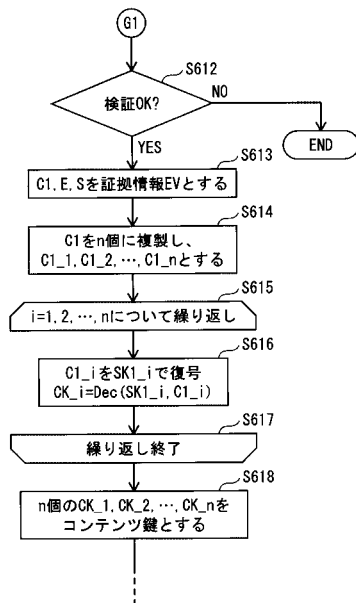 G1
S612
検証OK?
NO
END
YES
S613
C1,E,Sを証拠情報EVとする
S614
C1をn個に複製し、
C1_1,C1_2,…,C1_nとする
S615
i=1,2,…,nについて繰り返し
S616
C1_iをSK1_iで復号
CK_i=Dec(SK1_i,C1_i)
S617
繰り返し終了
S618
n個のCK_1,CK_2,…,CK_nを
コンテンツ鍵とする